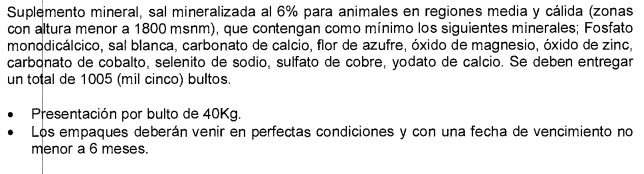 Suplemento mineral, sal mineralizada al 6% para animales en regiones media y cálida (zonas
con altura menor a 1800 msnm), que contengan como mínimo los siguientes minerales; Fosfato
monodicálcico, sal blanca, carbonato de calcio, flor de azufre, óxido de magnesio, óxido de zinc,
carbonato de cobalto, selenito de sodio, sulfato de cobre, yodato de calcio. Se deben entregar
un total de 1005 (mil cinco) bultos.
• Presentación por bulto de 40Kg.
• Los empaques deberán venir en perfectas condiciones y con una fecha de vencimiento no
menor a 6 meses.